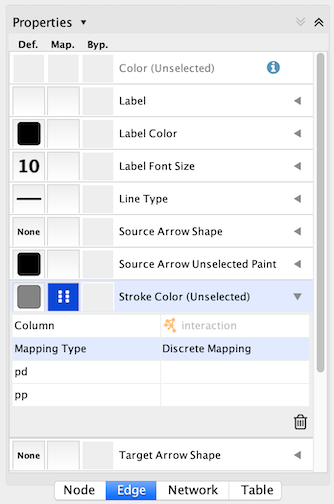 Properties
Def. Map. Byp.
Color (Unselected)
Label
Label Color
10 Label Font Size
Line Type
None Source Arrow Shape
Source Arrow Unselected Paint
Stroke Color (Unselected)
Column interaction
Mapping Type Discrete Mapping
pd
pp
None Target Arrow Shape
Node Edge Network Table